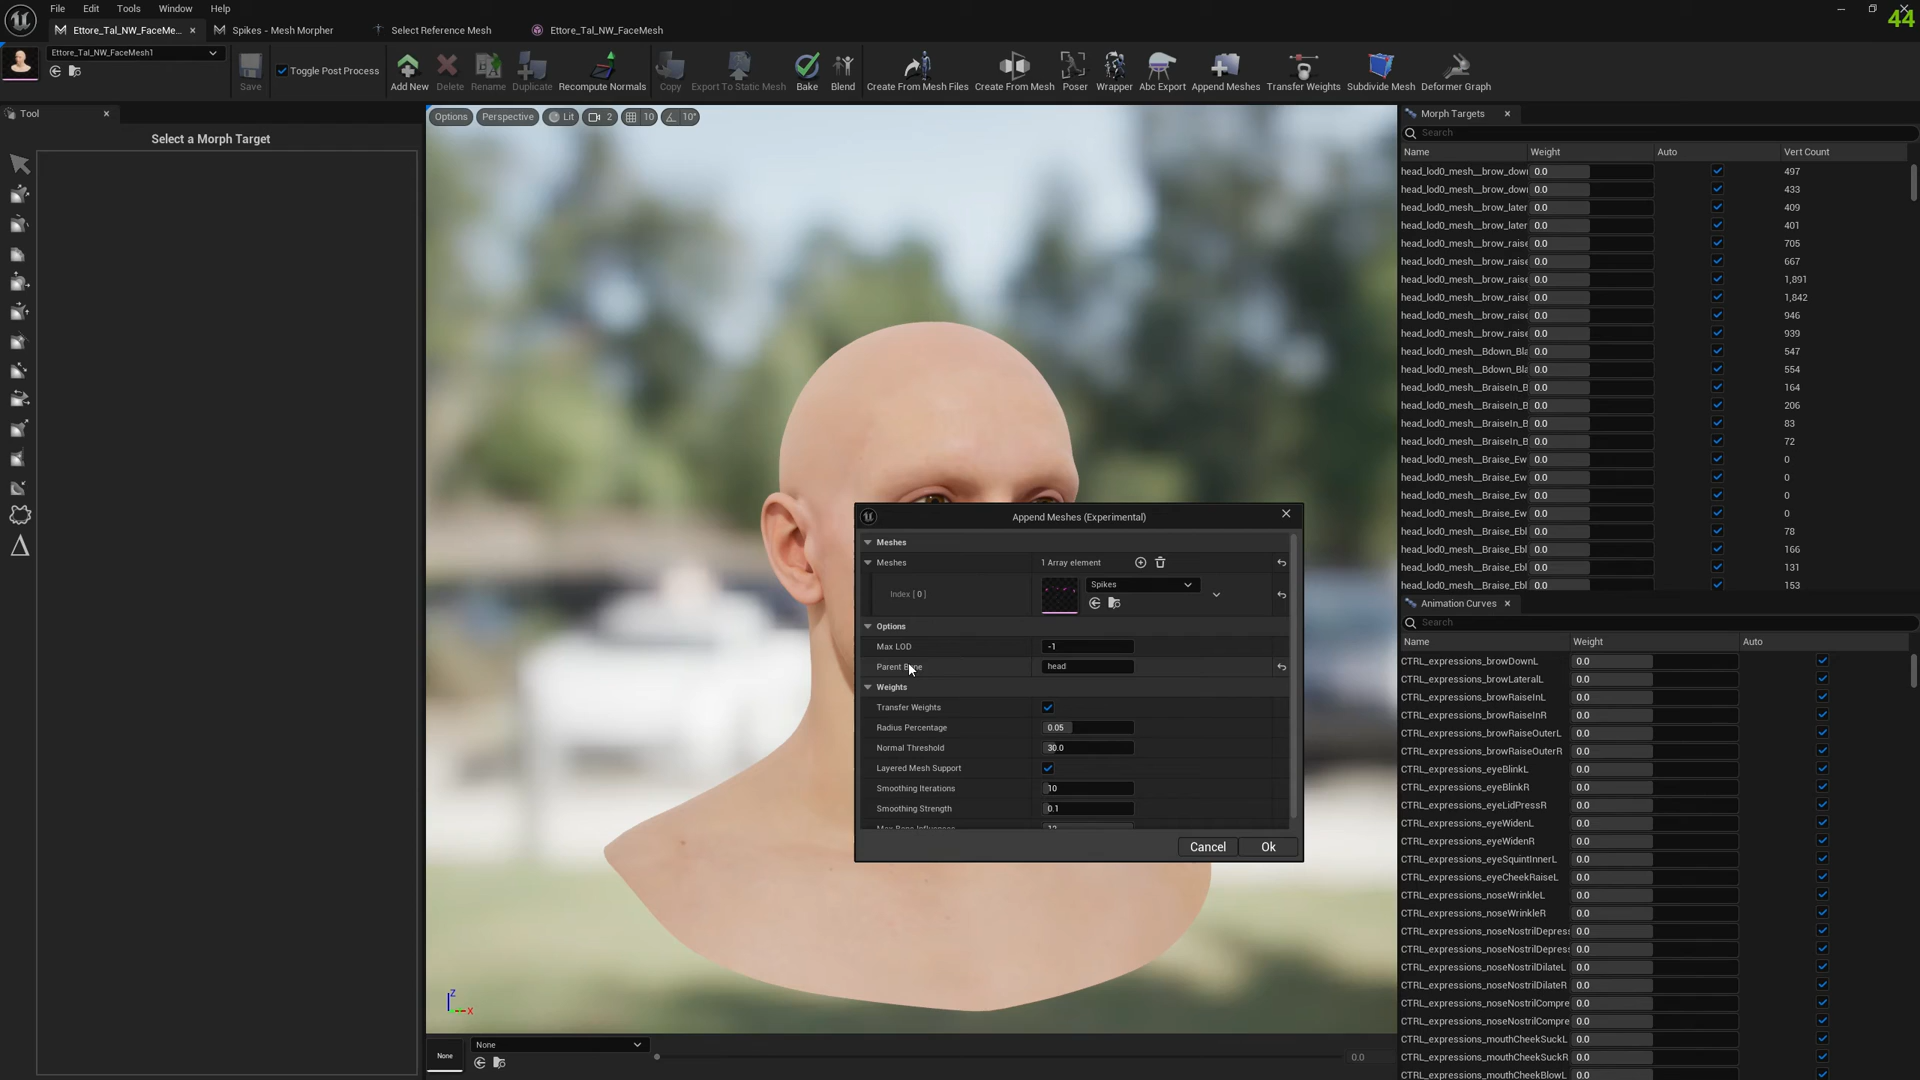 File Edit Tools Window Help
44
Ettore_Tal_NW_FaceMe... Spikes - Mesh Morpher Select Reference Mesh Ettore_Tal_NW_FaceMesh
Ettore_Tal_NW_FaceMesh1
Save Toggle Post Process Add New Delete Rename Duplicate Recompute Normals Copy Export To Static Mesh Bake Blend Create From Mesh Files Create From Mesh Poser Wrapper Abc Export Append Meshes Transfer Weights Subdivide Mesh Deformer Graph
Tool
Select a Morph Target
Options Perspective Lit 2 10 10°
Append Meshes (Experimental)
Meshes
Meshes 1 Array element
Index [ 0 ] Spikes
Options
Max LOD -1
Parent Bone head
Weights
Transfer Weights
Radius Percentage 0.05
Normal Threshold 30.0
Layered Mesh Support
Smoothing Iterations 10
Smoothing Strength 0.1
Max Bone Influences 12
Cancel Ok
Z
X
None
None
0.0
Morph Targets
Search
Name Weight Auto Vert Count
head_lod0_mesh__brow_dow 0.0 497
head_lod0_mesh__brow_dow 0.0 433
head_lod0_mesh__brow_later 0.0 409
head_lod0_mesh__brow_later 0.0 401
head_lod0_mesh__brow_raise 0.0 705
head_lod0_mesh__brow_raise 0.0 667
head_lod0_mesh__brow_raise 0.0 1,891
head_lod0_mesh__brow_raise 0.0 1,842
head_lod0_mesh__brow_raise 0.0 946
head_lod0_mesh__brow_raise 0.0 939
head_lod0_mesh__Bdown_Bla 0.0 547
head_lod0_mesh__Bdown_Bla 0.0 554
head_lod0_mesh__BraiseIn_B 0.0 164
head_lod0_mesh__BraiseIn_B 0.0 206
head_lod0_mesh__BraiseIn_B 0.0 83
head_lod0_mesh__BraiseIn_B 0.0 72
head_lod0_mesh__Braise_Ew 0.0 0
head_lod0_mesh__Braise_Ew 0.0 0
head_lod0_mesh__Braise_Ew 0.0 0
head_lod0_mesh__Braise_Ew 0.0 0
head_lod0_mesh__Braise_Ebl 0.0 78
head_lod0_mesh__Braise_Ebl 0.0 166
head_lod0_mesh__Braise_Ebl 0.0 131
head_lod0_mesh__Braise_Ebl 0.0 153
Animation Curves
Search
Name Weight Auto
CTRL_expressions_browDownL 0.0
CTRL_expressions_browLateralL 0.0
CTRL_expressions_browRaiseInL 0.0
CTRL_expressions_browRaiseInR 0.0
CTRL_expressions_browRaiseOuterL 0.0
CTRL_expressions_browRaiseOuterR 0.0
CTRL_expressions_eyeBlinkL 0.0
CTRL_expressions_eyeBlinkR 0.0
CTRL_expressions_eyeLidPressR 0.0
CTRL_expressions_eyeWidenL 0.0
CTRL_expressions_eyeWidenR 0.0
CTRL_expressions_eyeSquintInnerL 0.0
CTRL_expressions_eyeCheekRaiseL 0.0
CTRL_expressions_noseWrinkleL 0.0
CTRL_expressions_noseWrinkleR 0.0
CTRL_expressions_noseNostrilDepres 0.0
CTRL_expressions_noseNostrilDepres 0.0
CTRL_expressions_noseNostrilDilateL 0.0
CTRL_expressions_noseNostrilDilateR 0.0
CTRL_expressions_noseNostrilCompre 0.0
CTRL_expressions_noseNostrilCompre 0.0
CTRL_expressions_mouthCheekSuckL 0.0
CTRL_expressions_mouthCheekSuckR 0.0
CTRL_expressions_mouthCheekBlowL 0.0